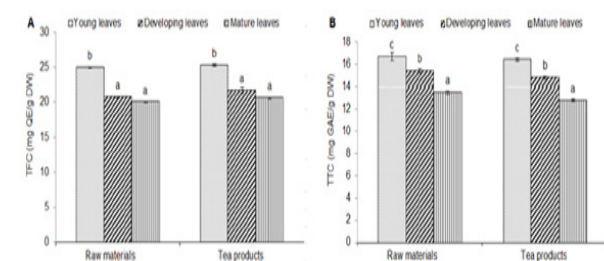 A
□Young leaves ▨Developing leaves ▥Mature leaves
TFC (mg QE/g DW)
30
25
20
15
10
5
0
b
a
a
b
a
a
Raw materials
Tea products
B
□Young leaves ▨Developing leaves ▥Mature leaves
TTC (mg GAE/g DW)
18
16
14
12
10
8
6
4
2
0
c
b
a
c
b
a
Raw materials
Tea products